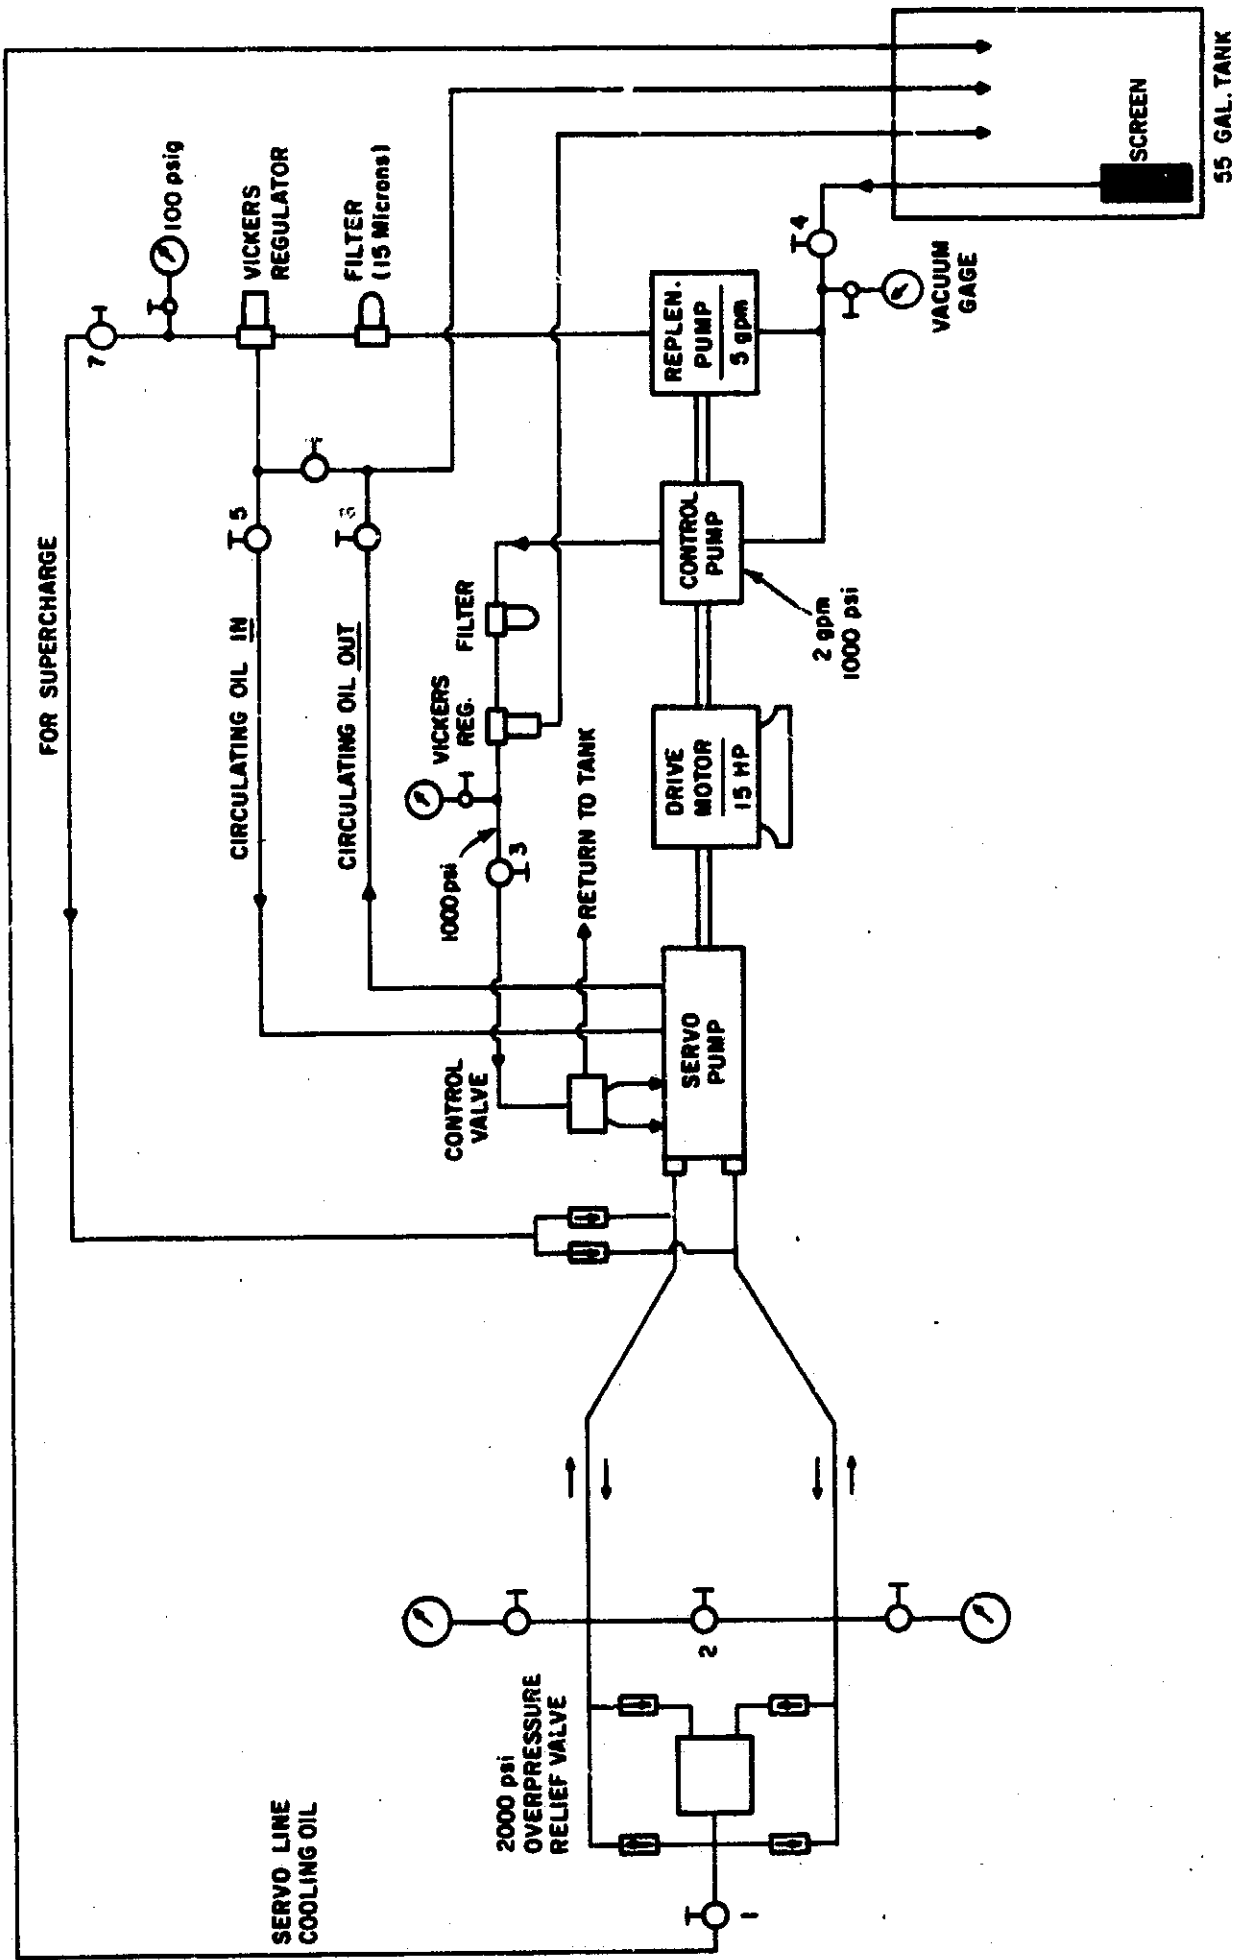 SERVO LINE
COOLING OIL
FOR SUPERCHARGE
7
100 psig
VICKERS
REGULATOR
FILTER
(15 Microns)
CIRCULATING OIL IN
5
CIRCULATING OIL OUT
VICKERS
REG.
FILTER
1000 psi
3
RETURN TO TANK
CONTROL
VALVE
2000 psi
OVERPRESSURE
RELIEF VALVE
1
2
SERVO
PUMP
DRIVE
MOTOR
15 HP
CONTROL
PUMP
2 gpm
1000 psi
REPLEN.
PUMP
5 gpm
4
VACUUM
GAGE
SCREEN
55 GAL. TANK